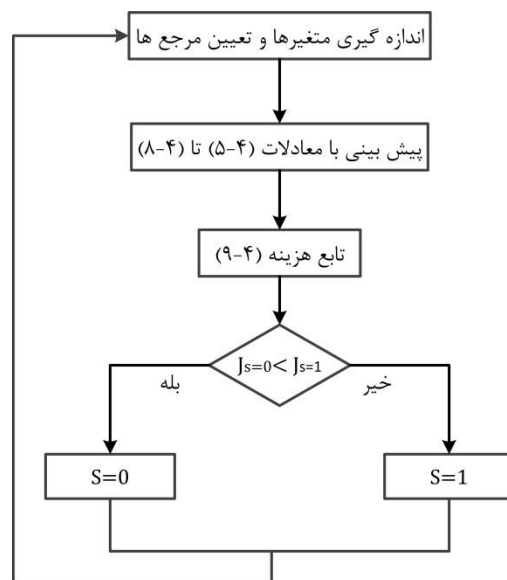 اندازه گیری متغیرها و تعیین مرجع ها
پیش بینی با معادلات (۴-۵) تا (۴-۸)
تابع هزینه (۴-۹)
Js=0< Js=1
بله
خیر
S=0
S=1